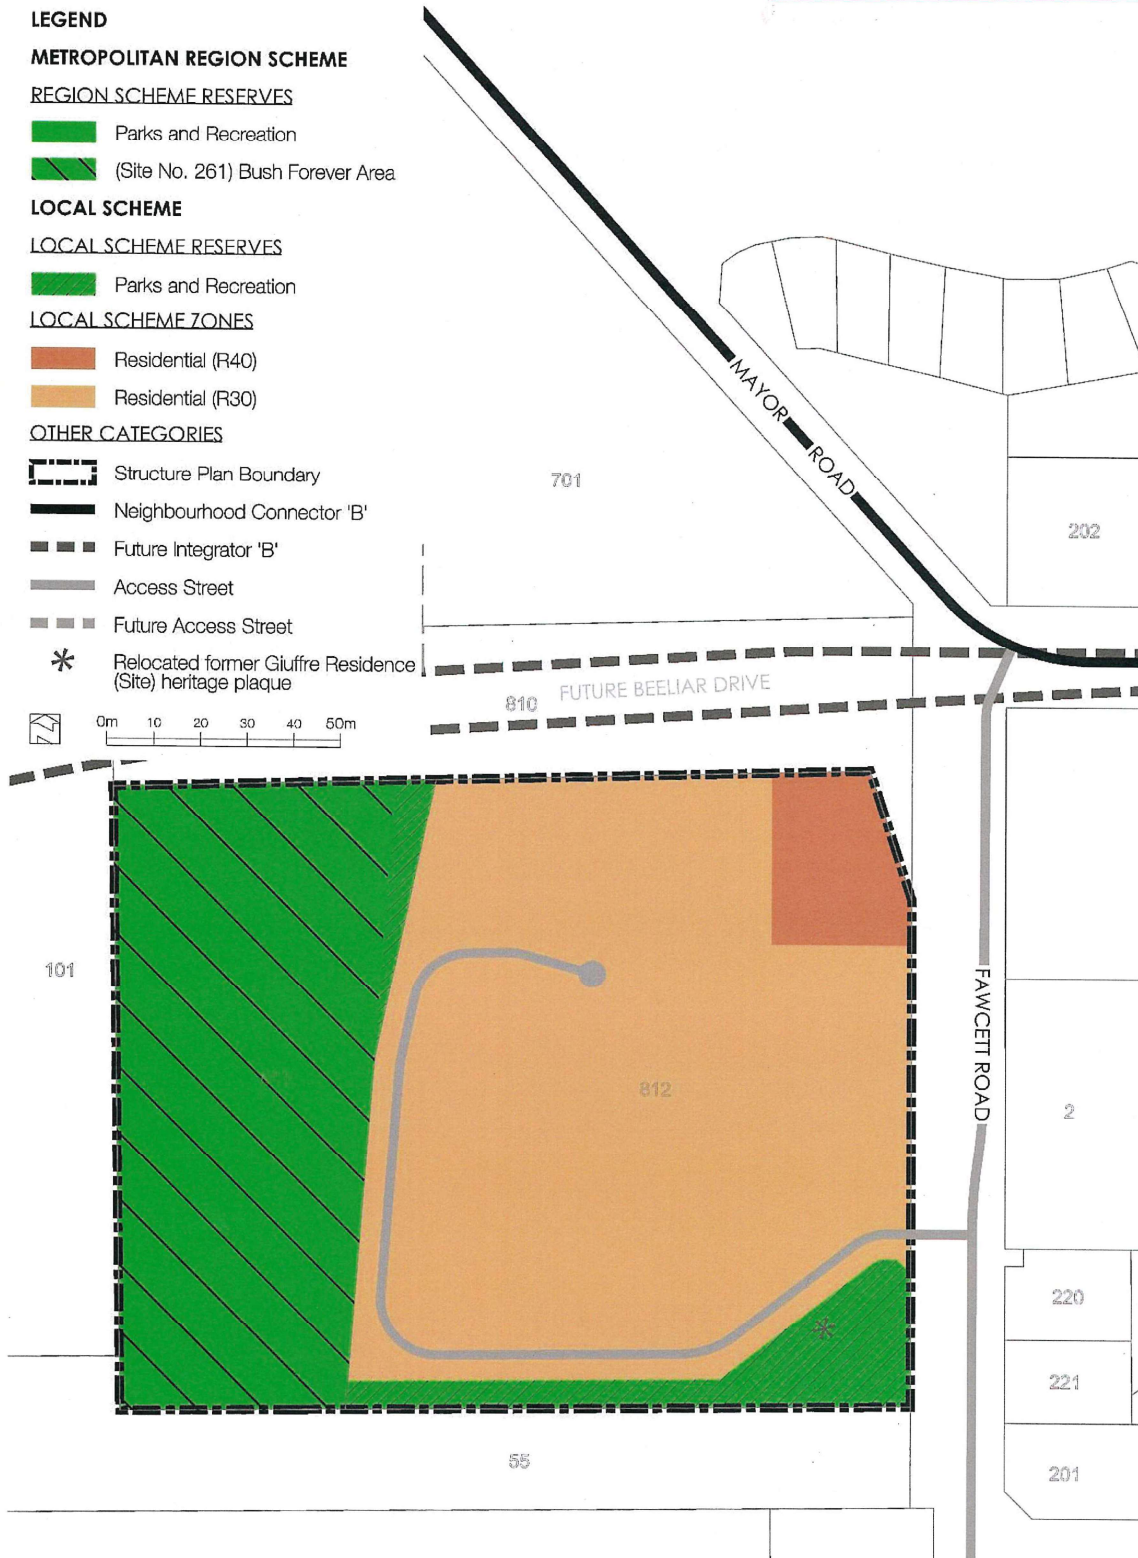 LEGEND
METROPOLITAN REGION SCHEME
REGION SCHEME RESERVES
Parks and Recreation
(Site No. 261) Bush Forever Area
LOCAL SCHEME
LOCAL SCHEME RESERVES
Parks and Recreation
LOCAL SCHEME ZONES
Residential (R40)
Residential (R30)
OTHER CATEGORIES
Structure Plan Boundary
Neighbourhood Connector 'B'
Future Integrator 'B'
Access Street
Future Access Street
Relocated former Giuffre Residence
(Site) heritage plaque
N
0m 10 20 30 40 50m
MAYOR ROAD
701
202
810
FUTURE BEELIAR DRIVE
101
812
FAWCETT ROAD
2
220
221
201
55